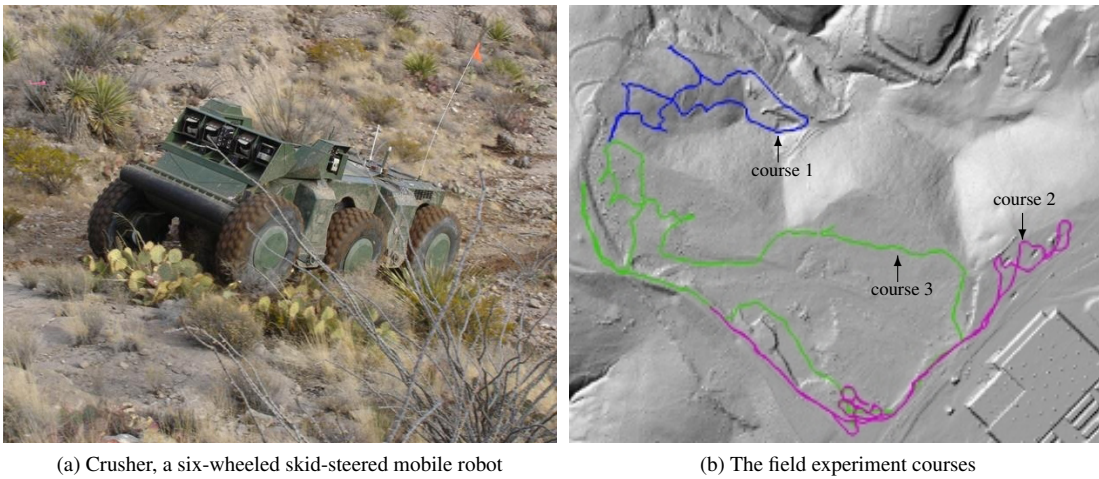 course 1
course 2
course 3
(a) Crusher, a six-wheeled skid-steered mobile robot
(b) The field experiment courses